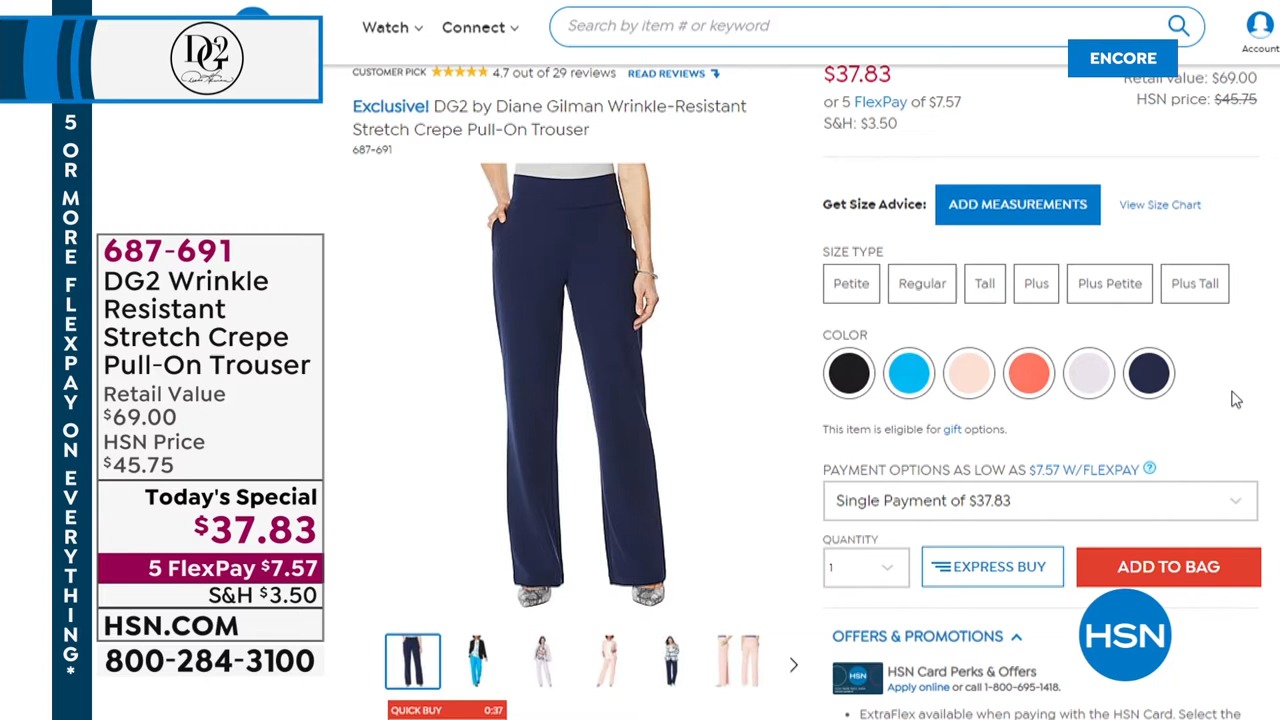 DG2
5 OR MORE FLEXPAY ON EVERYTHING*
687-691
DG2 Wrinkle
Resistant
Stretch Crepe
Pull-On Trouser
Retail Value
$69.00
HSN Price
$45.75
Today's Special
$37.83
5 FlexPay $7.57
S&H $3.50
HSN.COM
800-284-3100
Watch
Connect
Search by item # or keyword
Account
ENCORE
CUSTOMER PICK
4.7 out of 29 reviews
READ REVIEWS
Exclusive! DG2 by Diane Gilman Wrinkle-Resistant
Stretch Crepe Pull-On Trouser
687-691
$37.83
Retail value: $69.00
or 5 FlexPay of $7.57
HSN price: $45.75
S&H: $3.50
Get Size Advice:
ADD MEASUREMENTS
View Size Chart
SIZE TYPE
Petite
Regular
Tall
Plus
Plus Petite
Plus Tall
COLOR
This item is eligible for gift options.
PAYMENT OPTIONS AS LOW AS $7.57 W/FLEXPAY ?
Single Payment of $37.83
QUANTITY
1
EXPRESS BUY
ADD TO BAG
OFFERS & PROMOTIONS
HSN
HSN
HSN Card Perks & Offers
Apply online or call 1-800-695-1418.
• ExtraFlex available when paying with the HSN Card. Select the
QUICK BUY 0:37